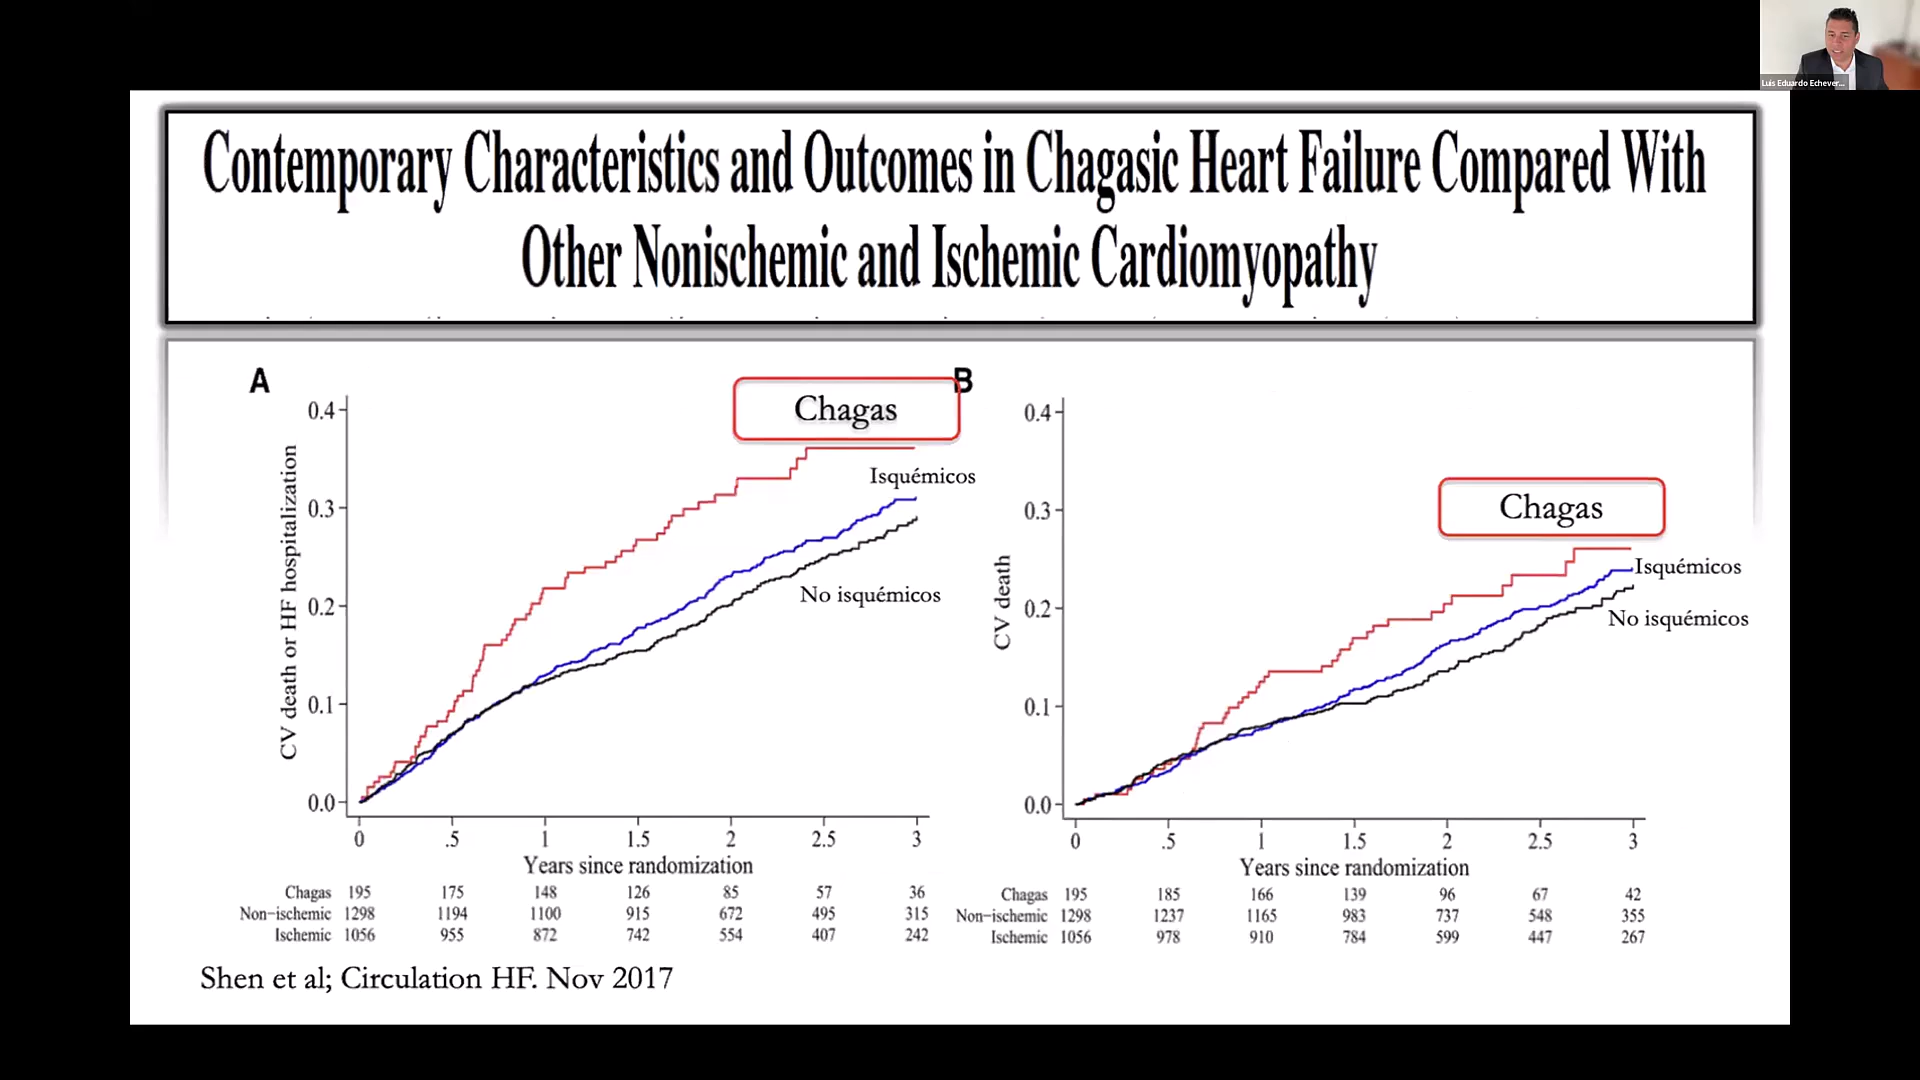 Luis Eduardo Echever...
Contemporary Characteristics and Outcomes in Chagasic Heart Failure Compared With
Other Nonischemic and Ischemic Cardiomyopathy
A
CV death or HF hospitalization
0.4
0.3
0.2
0.1
0.0
Chagas
Isquémicos
No isquémicos
0 .5 1 1.5 2 2.5 3
Years since randomization
Chagas 195 175 148 126 85 57 36
Non-ischemic 1298 1194 1100 915 672 495 315
Ischemic 1056 955 872 742 554 407 242
B
CV death
0.4
0.3
0.2
0.1
0.0
Chagas
Isquémicos
No isquémicos
0 .5 1 1.5 2 2.5 3
Years since randomization
Chagas 195 185 166 139 96 67 42
Non-ischemic 1298 1237 1165 983 737 548 355
Ischemic 1056 978 910 784 599 447 267
Shen et al; Circulation HF. Nov 2017